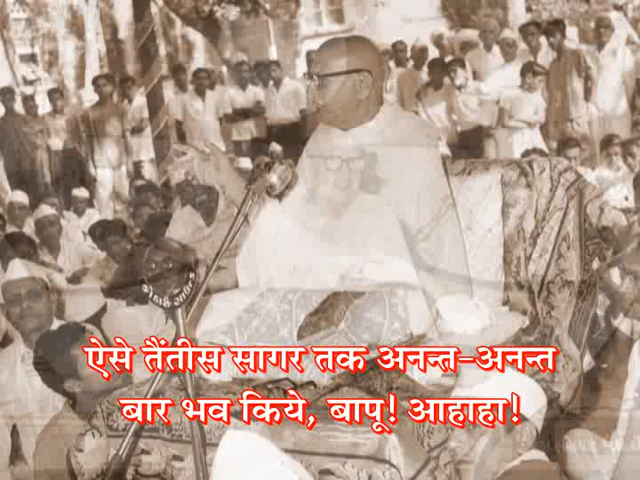 ऐसे तैंतीस सागर तक अनन्त-अनन्त
बार भव किये, बापू! आहाहा!